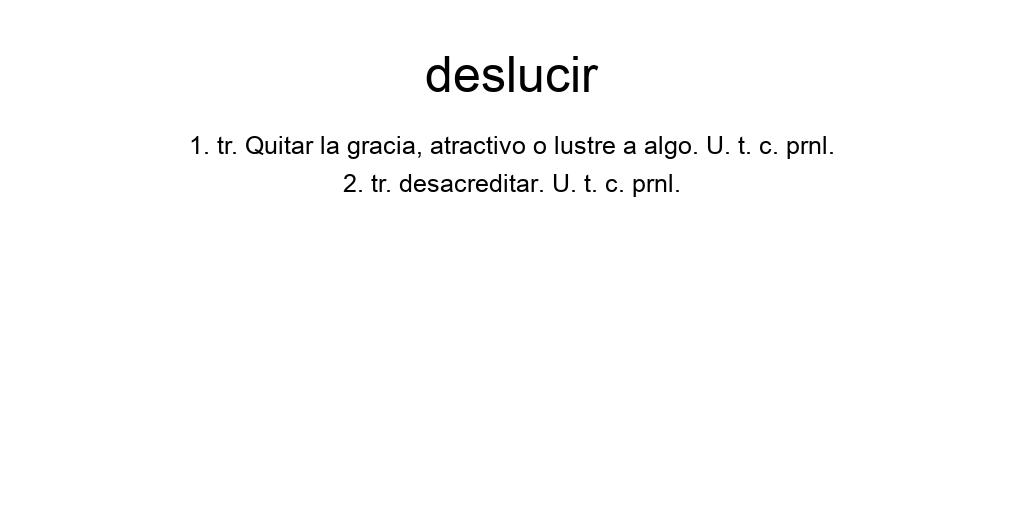 deslucir
1. tr. Quitar la gracia, atractivo o lustre a algo. U. t. c. prnl.
2. tr. desacreditar. U. t. c. prnl.